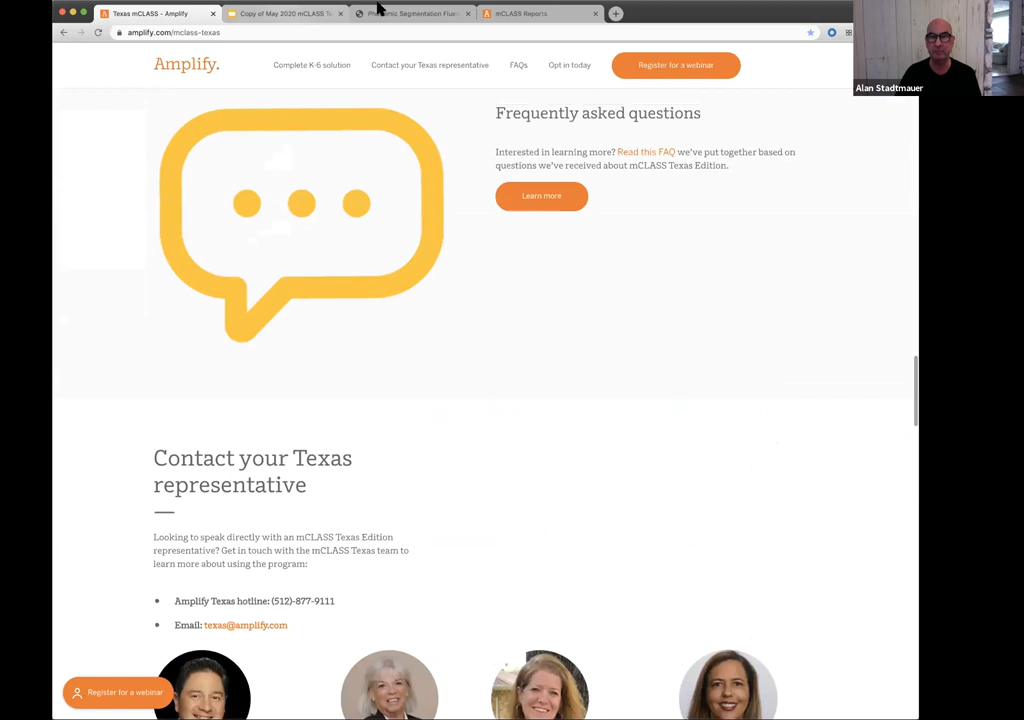 Texas mCLASS - Amplify
Copy of May 2020 mCLASS Te
Segmentation Flue
mCLASS Reports
amplify.com/mclass-texas
Alan Stadtmauer
Amplify.
Complete K-6 solution
Contact your Texas representative
FAQs
Opt in today
Register for a webinar
Frequently asked questions
Interested in learning more? Read this FAQ we've put together based on
questions we've received about mCLASS Texas Edition.
Learn more
Contact your Texas
representative
Looking to speak directly with an mCLASS Texas Edition
representative? Get in touch with the mCLASS Texas team to
learn more about using the program:
Amplify Texas hotline: (512)-877-9111
Email: texas@amplify.com
Register for a webinar